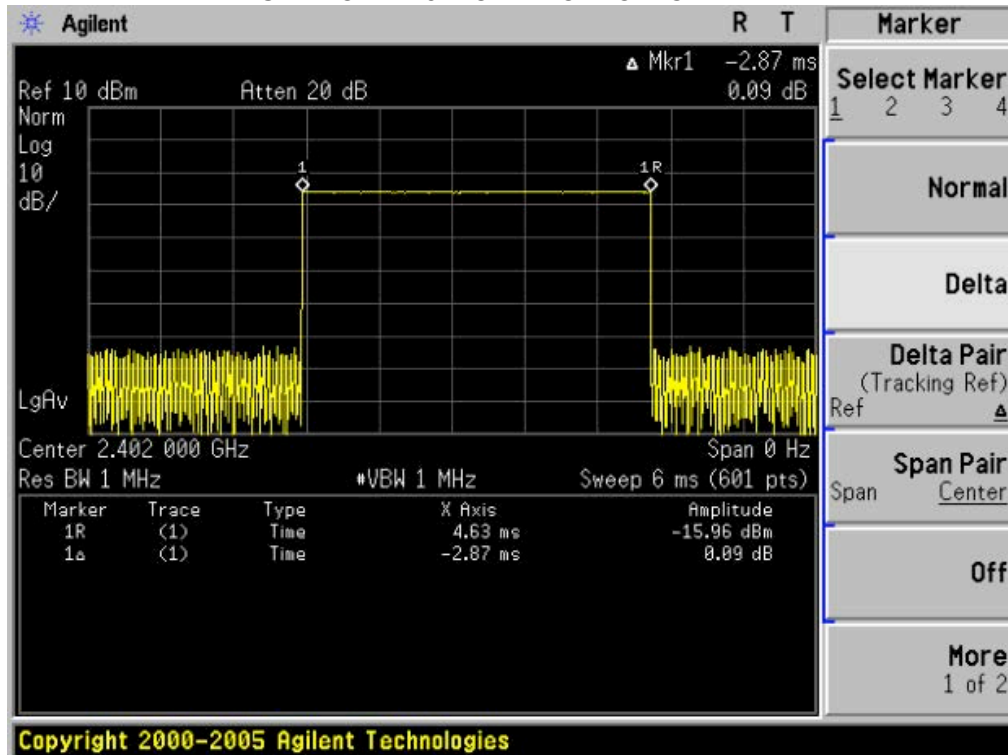 Agilent R T
Marker
Δ Mkr1 -2.87 ms
Ref 10 dBm Atten 20 dB 0.09 dB
Norm
Log
10
dB/
1
1R
LgAv
Center 2.402 000 GHz Span 0 Hz
Res BW 1 MHz #VBW 1 MHz Sweep 6 ms (601 pts)
Marker Trace Type X Axis Amplitude
1R (1) Time 4.63 ms -15.96 dBm
1Δ (1) Time -2.87 ms 0.09 dB
Select Marker
1 2 3 4
Normal
Delta
Delta Pair
(Tracking Ref)
Ref Δ
Span Pair
Span Center
Off
More
1 of 2
Copyright 2000-2005 Agilent Technologies